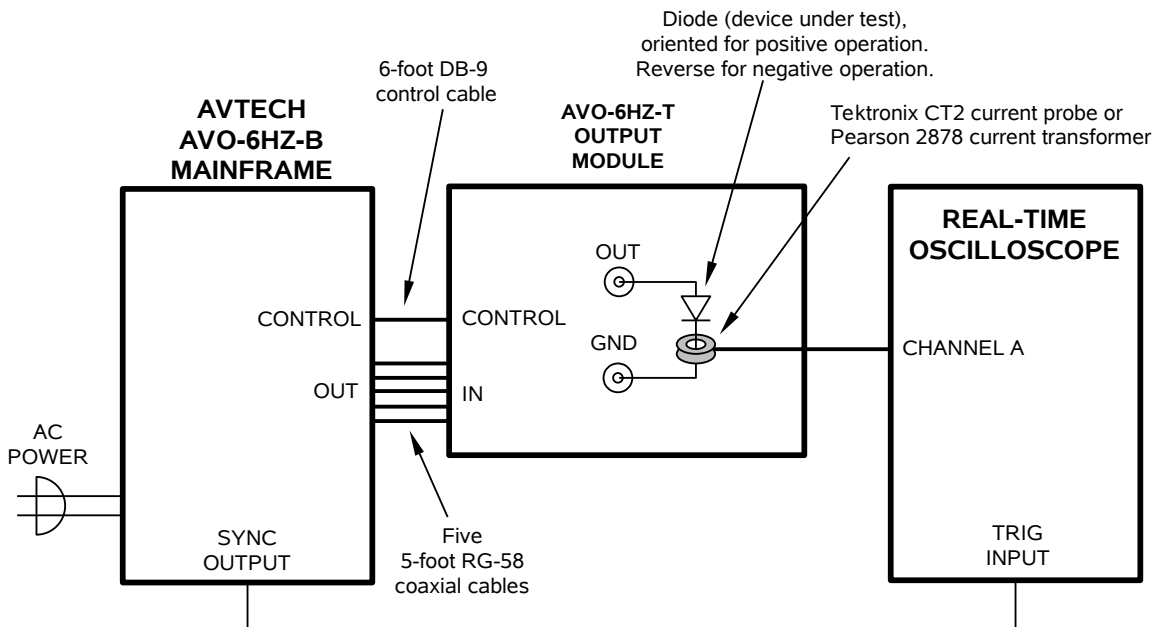 Diode (device under test),
oriented for positive operation.
Reverse for negative operation.
6-foot DB-9
control cable
AVTECH
AVO-6HZ-B
MAINFRAME
AVO-6HZ-T
OUTPUT
MODULE
Tektronix CT2 current probe or
Pearson 2878 current transformer
REAL-TIME
OSCILLOSCOPE
OUT
CONTROL
CONTROL
GND
CHANNEL A
OUT
IN
AC
POWER
SYNC
OUTPUT
Five
5-foot RG-58
coaxial cables
TRIG
INPUT